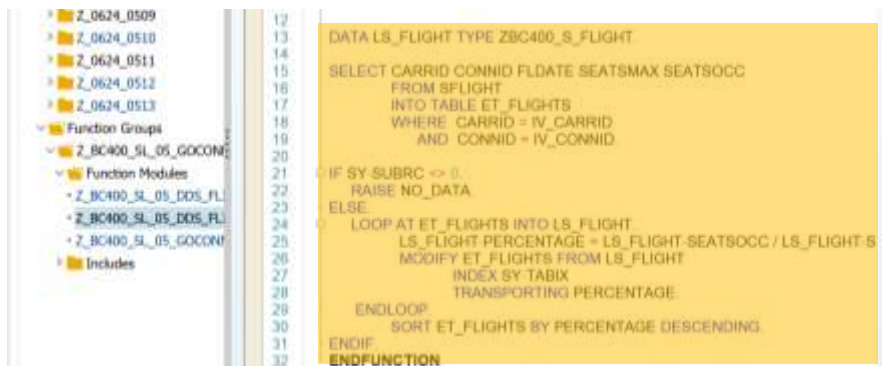 Z_0624_0509
Z_0624_0510
Z_0624_0511
Z_0624_0512
Z_0624_0513
Function Groups
Z_BC400_SL_05_GOCONN
Function Modules
Z_BC400_SL_05_DDS_FL
Z_BC400_SL_05_DDS_FL
Z_BC400_SL_05_GOCONN
Includes
12
13 DATA LS_FLIGHT TYPE ZBC400_S_FLIGHT.
14
15 SELECT CARRID CONNID FLDATE SEATSMAX SEATSOCC
16 FROM SFLIGHT
17 INTO TABLE ET_FLIGHTS
18 WHERE CARRID = IV_CARRID
19 AND CONNID = IV_CONNID.
20
21 IF SY-SUBRC <> 0.
22 RAISE NO_DATA.
23 ELSE.
24 LOOP AT ET_FLIGHTS INTO LS_FLIGHT.
25 LS_FLIGHT-PERCENTAGE = LS_FLIGHT-SEATSOCC / LS_FLIGHT-S
26 MODIFY ET_FLIGHTS FROM LS_FLIGHT
27 INDEX SY-TABIX
28 TRANSPORTING PERCENTAGE.
29 ENDLOOP.
30 SORT ET_FLIGHTS BY PERCENTAGE DESCENDING.
31 ENDIF.
32 ENDFUNCTION